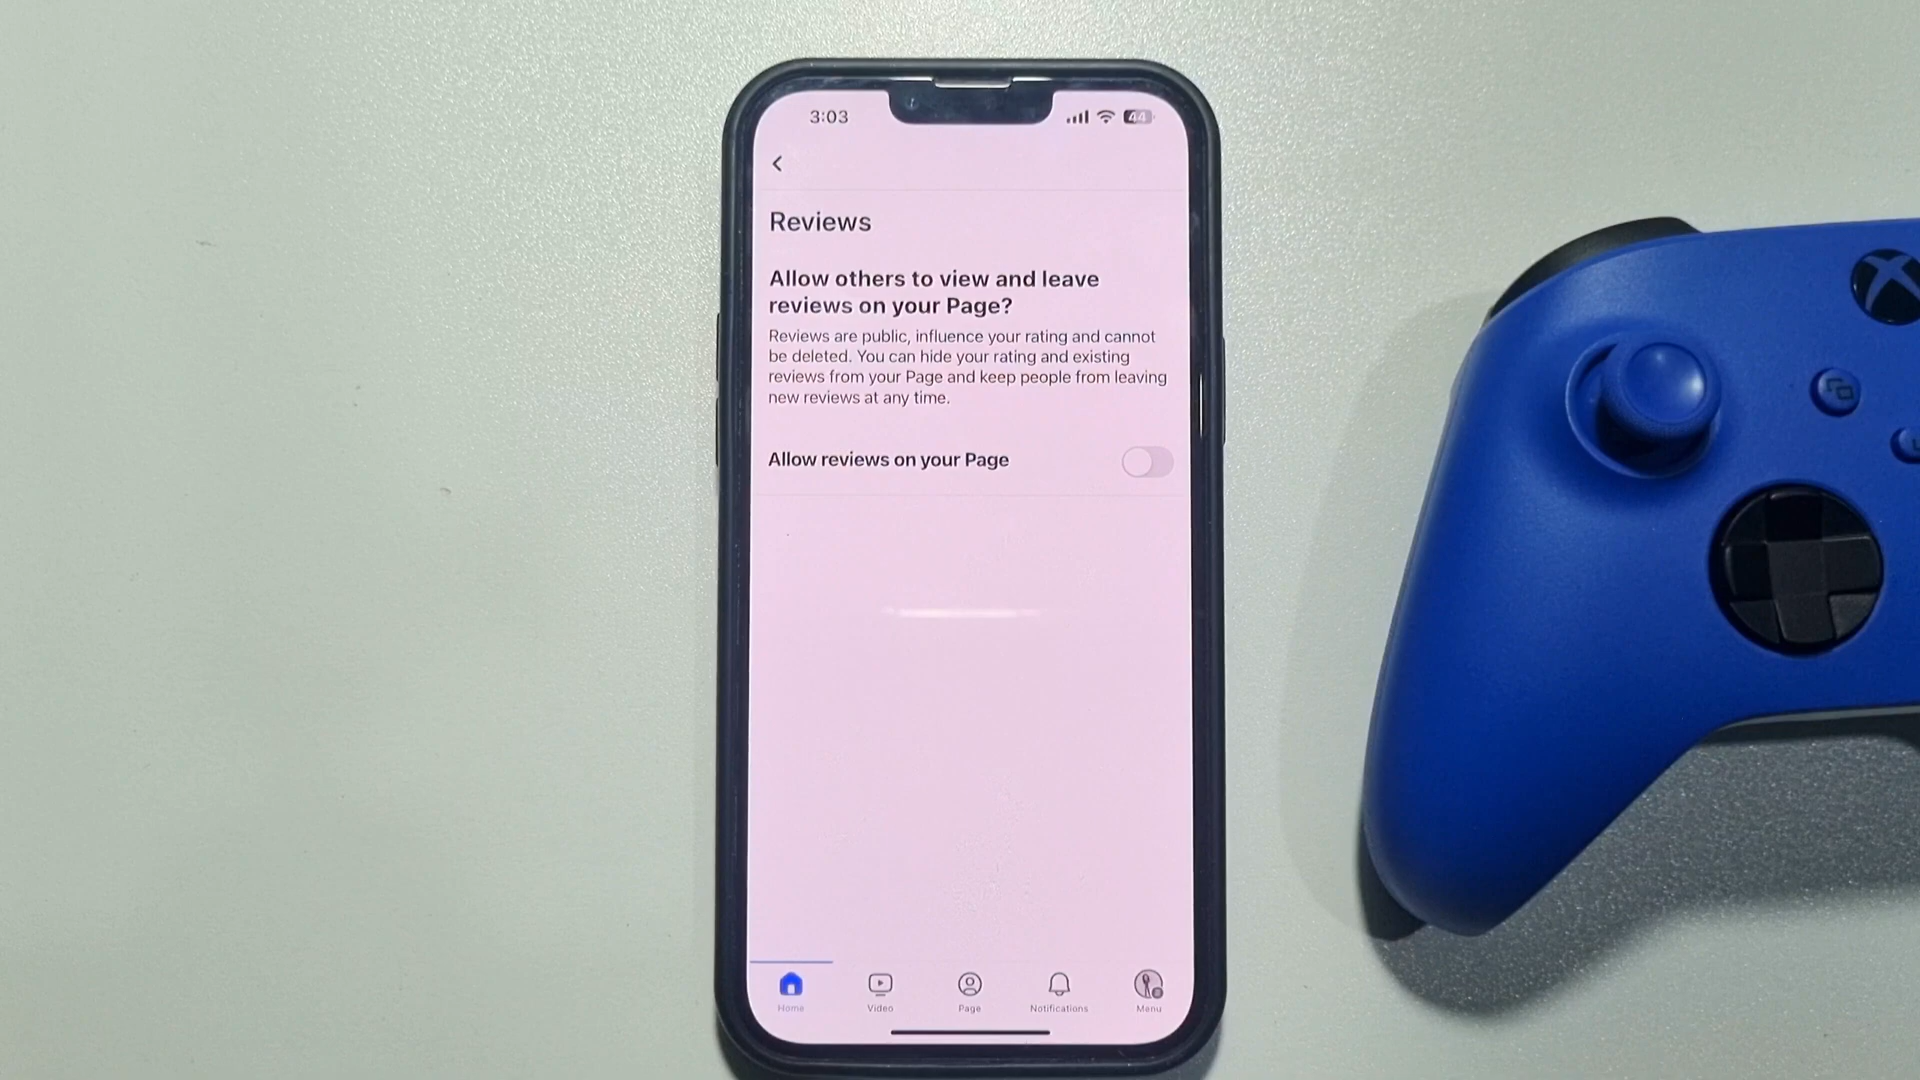 3:03
44
Reviews
Allow others to view and leave
reviews on your Page?
Reviews are public, influence your rating and cannot
be deleted. You can hide your rating and existing
reviews from your Page and keep people from leaving
new reviews at any time.
Allow reviews on your Page
Home
Video
Page
Notifications
Menu